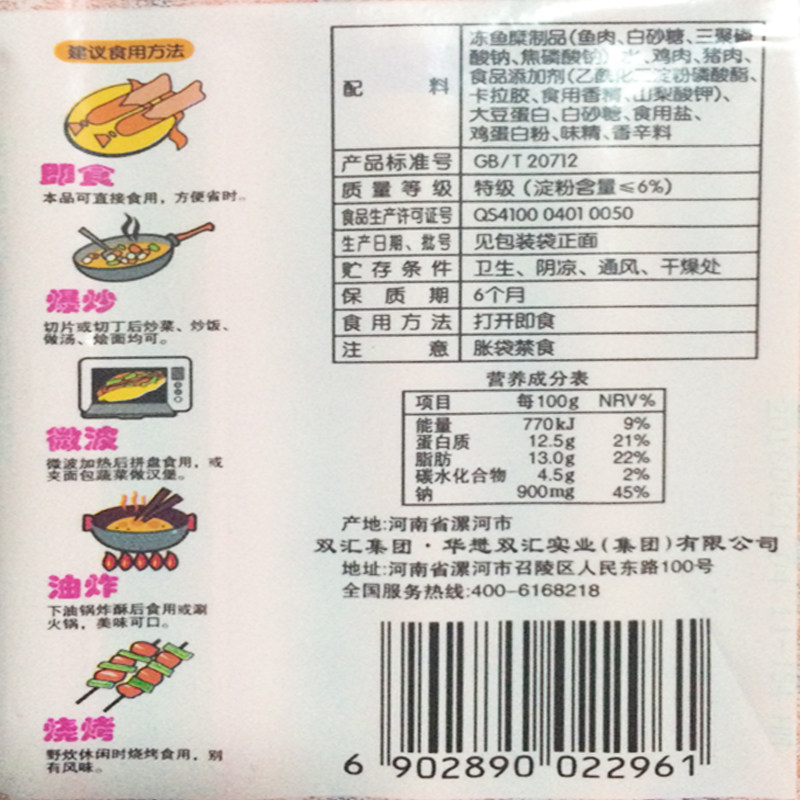 建议食用方法
即食
本品可直接食用，方便省时。
爆炒
切片或切丁后炒菜、炒饭、
做汤、烩面均可。
微波
微波加热后拼盘食用，或
夹面包蔬菜做汉堡。
油炸
下油锅炸酥后食用或涮
火锅，美味可口。
烧烤
野炊休闲时烧烤食用，别
有风味。
配料
冻鱼糜制品(鱼肉、白砂糖、三聚磷
酸钠、焦磷酸钠)、水、鸡肉、猪肉、
食品添加剂(乙酰化二淀粉磷酸酯、
卡拉胶、食用香精、山梨酸钾)、
大豆蛋白、白砂糖、食用盐、
鸡蛋白粉、味精、香辛料
产品标准号 GB/T 20712
质量等级 特级（淀粉含量≤6%）
食品生产许可证号 QS4100 0401 0050
生产日期、批号 见包装袋正面
贮存条件 卫生、阴凉、通风、干燥处
保质期 6个月
食用方法 打开即食
注意 胀袋禁食
营养成分表
项目 每100g NRV%
能量 770kJ 9%
蛋白质 12.5g 21%
脂肪 13.0g 22%
碳水化合物 4.5g 2%
钠 900mg 45%
产地:河南省漯河市
双汇集团·华懋双汇实业(集团)有限公司
地址:河南省漯河市召陵区人民东路100号
全国服务热线:400-6168218
6 902890 022961